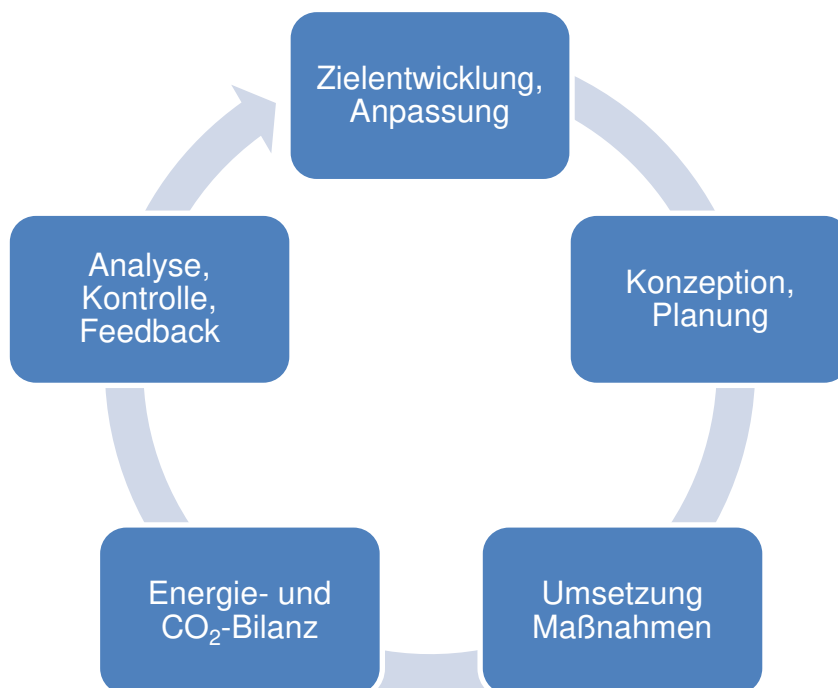 Zielentwicklung,
Anpassung
Konzeption,
Planung
Umsetzung
Maßnahmen
Energie- und
CO₂-Bilanz
Analyse,
Kontrolle,
Feedback